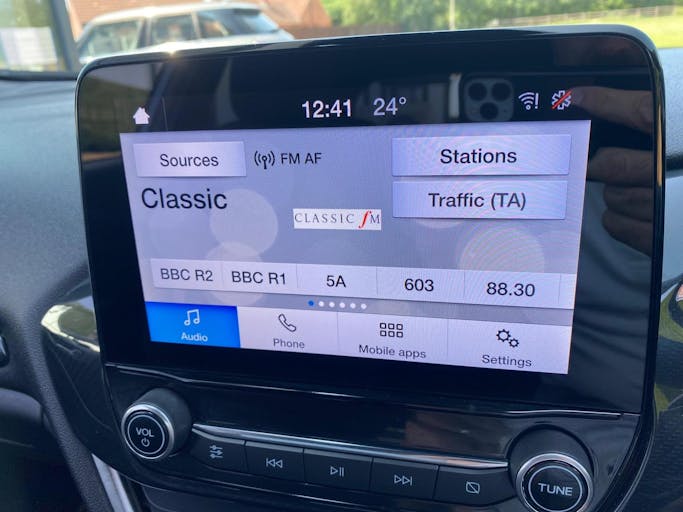 12:41 24°
Sources FM AF Stations
Classic
CLASSIC fM
Traffic (TA)
BBC R2 BBC R1 5A 603 88.30
Audio Phone Mobile apps Settings
VOL
TUNE